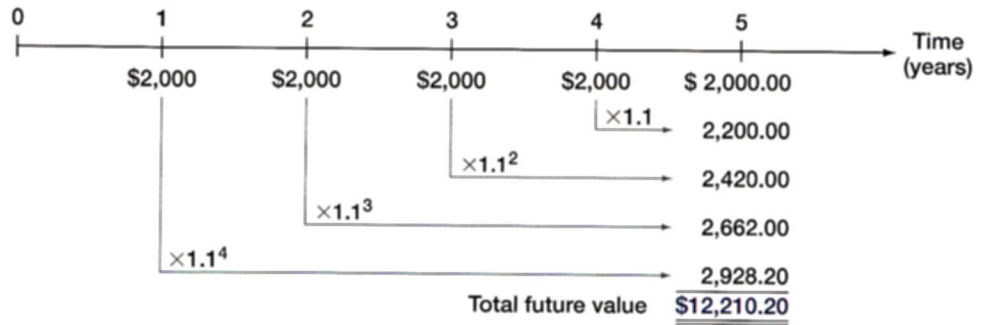 0 1 2 3 4 5
Time
(years)
$2,000 $2,000 $2,000 $2,000 $ 2,000.00
×1.1
2,200.00
×1.1²
2,420.00
×1.1³
2,662.00
×1.1⁴
2,928.20
Total future value $12,210.20